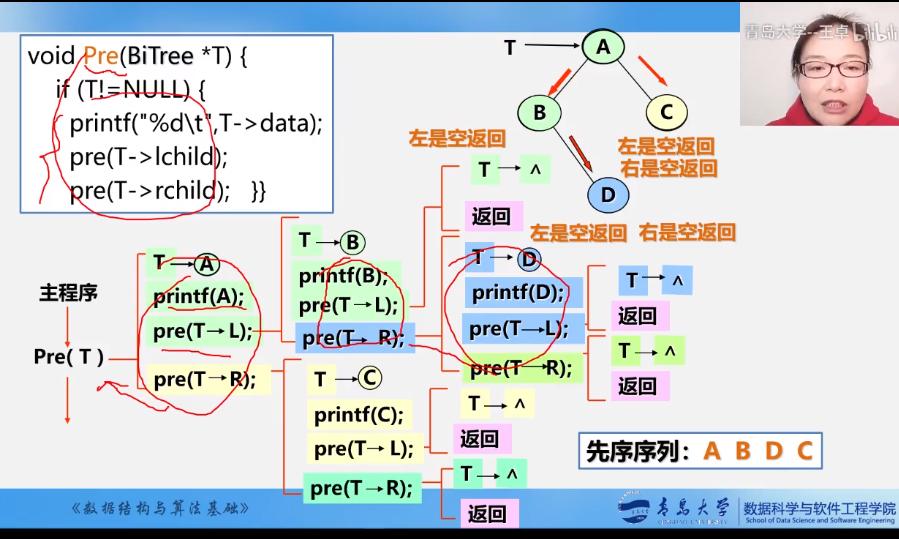 void Pre(BiTree *T) {
if (T!=NULL) {
printf("%d\t",T->data);
pre(T->lchild);
pre(T->rchild); }}
T
A
B
C
D
左是空返回
左是空返回
右是空返回
左是空返回 右是空返回
青岛大学--王卓 bilibili
主程序
Pre( T )
T→A
printf(A);
pre(T→L);
pre(T→R);
T→B
printf(B);
pre(T→L);
pre(T→ R);
T→^
返回
T→D
printf(D);
pre(T→L);
pre(T→R);
T→^
返回
T→^
返回
T→C
printf(C);
pre(T→ L);
pre(T→R);
T→^
返回
T→^
返回
先序序列：A B D C
《数据结构与算法基础》
青岛大学
QINGDAO UNIVERSITY
数据科学与软件工程学院
School of Data Science and Software Engineering